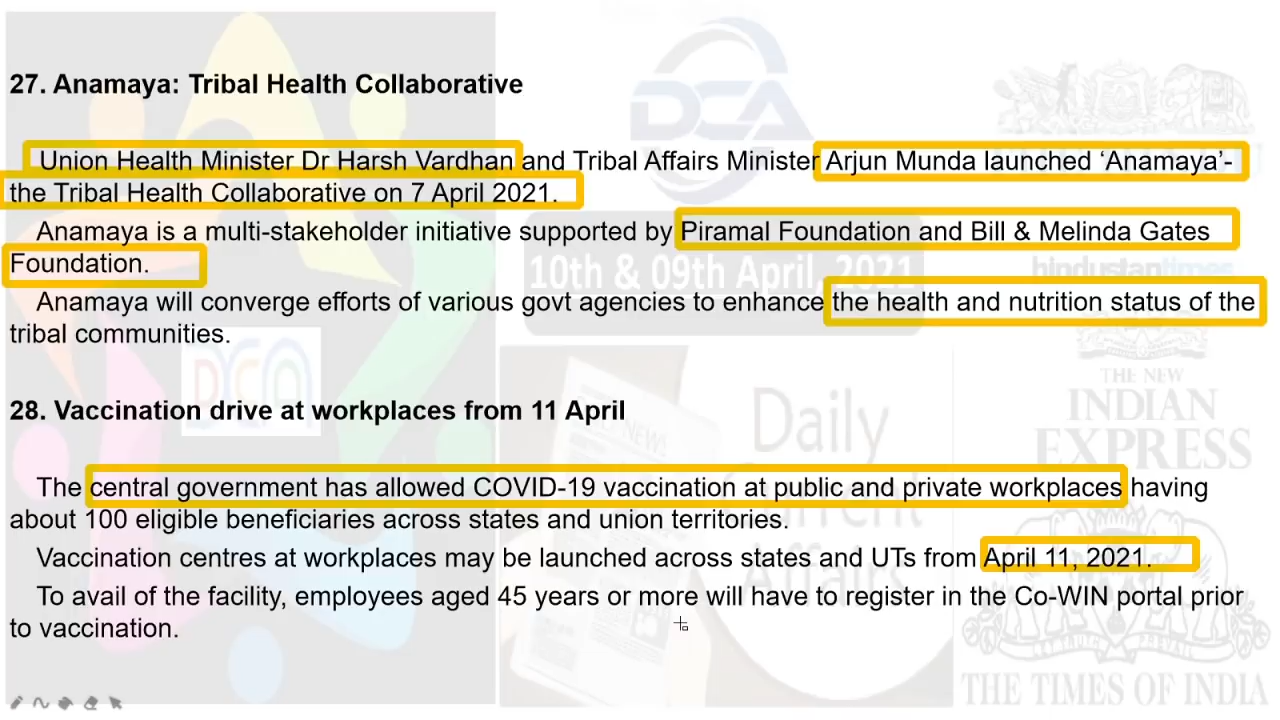 DCA
27. Anamaya: Tribal Health Collaborative
Union Health Minister Dr Harsh Vardhan and Tribal Affairs Minister Arjun Munda launched ‘Anamaya’-
the Tribal Health Collaborative on 7 April 2021.
Anamaya is a multi-stakeholder initiative supported by Piramal Foundation and Bill & Melinda Gates
Foundation.
10th & 09th April, 2021
hindustantimes
Anamaya will converge efforts of various govt agencies to enhance the health and nutrition status of the
tribal communities.
DCA
THE NEW
INDIAN
EXPRESS
NEWS
Daily
Current
Affairs
28. Vaccination drive at workplaces from 11 April
The central government has allowed COVID-19 vaccination at public and private workplaces having
about 100 eligible beneficiaries across states and union territories.
Vaccination centres at workplaces may be launched across states and UTs from April 11, 2021.
To avail of the facility, employees aged 45 years or more will have to register in the Co-WIN portal prior
to vaccination.
THE TIMES OF INDIA